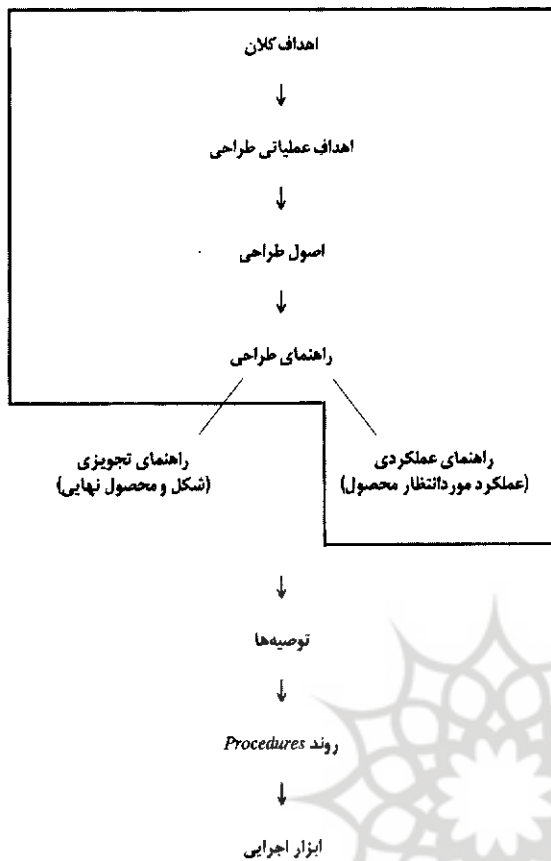 اهداف کلان
اهداف عملیاتی طراحی
اصول طراحی
راهنمای طراحی
راهنمای عملکردی
(عملکرد موردانتظار محصول)
راهنمای تجویزی
(شکل و محصول نهایی)
توصیه‌ها
روند Procedures
ابزار اجرایی